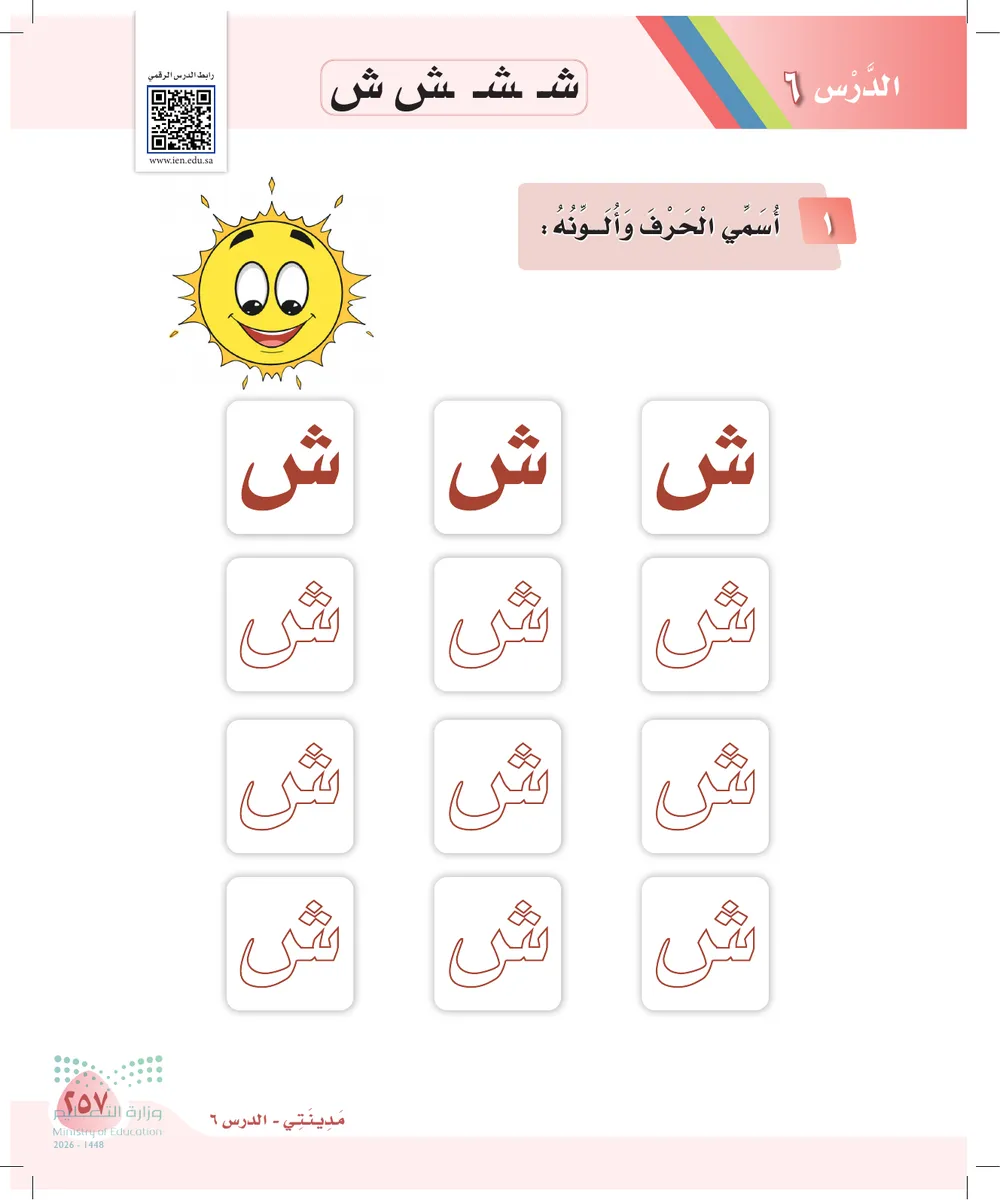 الدَّرْس ٦
شـ ـشـ ـش ش
رابط الدرس الرقمي
www.ien.edu.sa
١ أُسَمِّي الْحَرْفَ وَأُلَــوِّنُهُ :
ش ش ش
ش ش ش
ش ش ش
ش ش ش
مَدِينَتِي - الدرس ٦
٢٥٧
وزارة التعليم
Ministry of Education
2026 - 1448